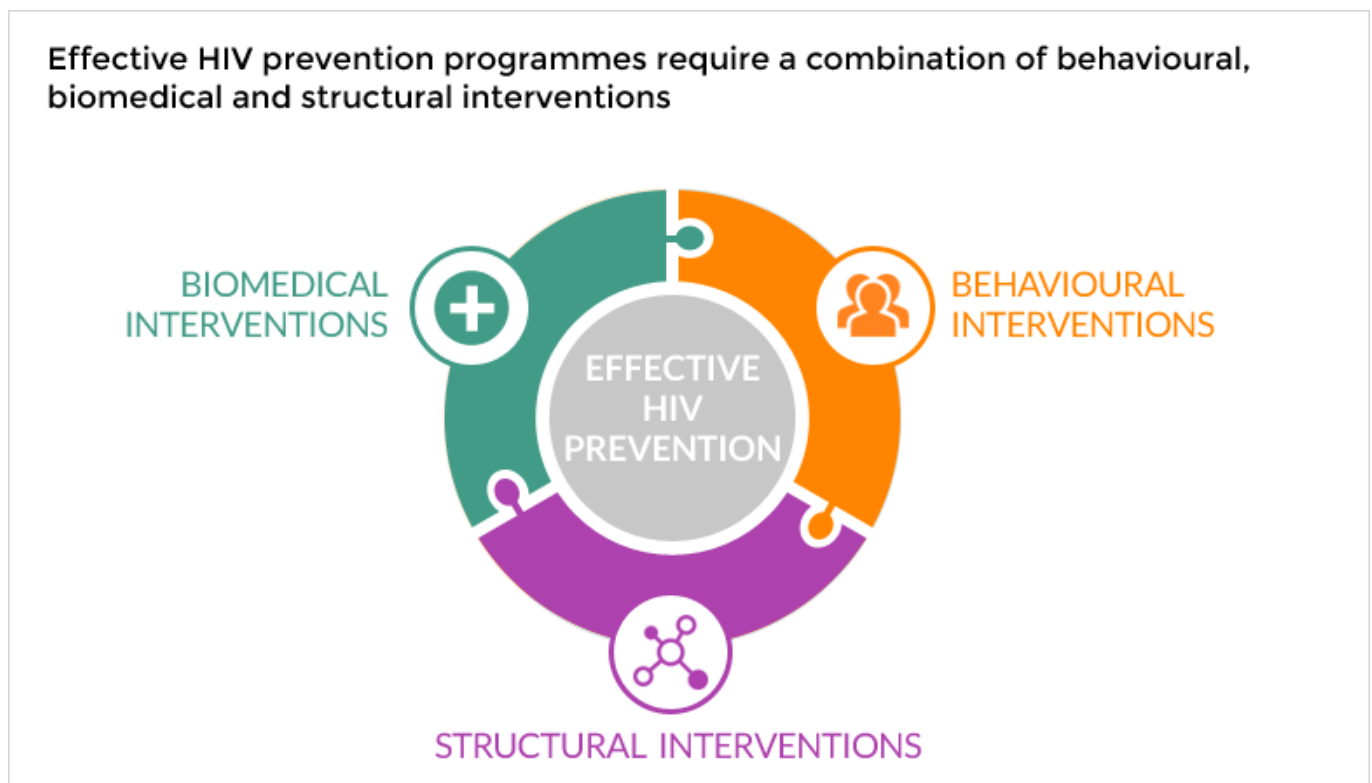 Effective HIV prevention programmes require a combination of behavioural,
biomedical and structural interventions
BIOMEDICAL
INTERVENTIONS
BEHAVIOURAL
INTERVENTIONS
EFFECTIVE
HIV
PREVENTION
STRUCTURAL INTERVENTIONS